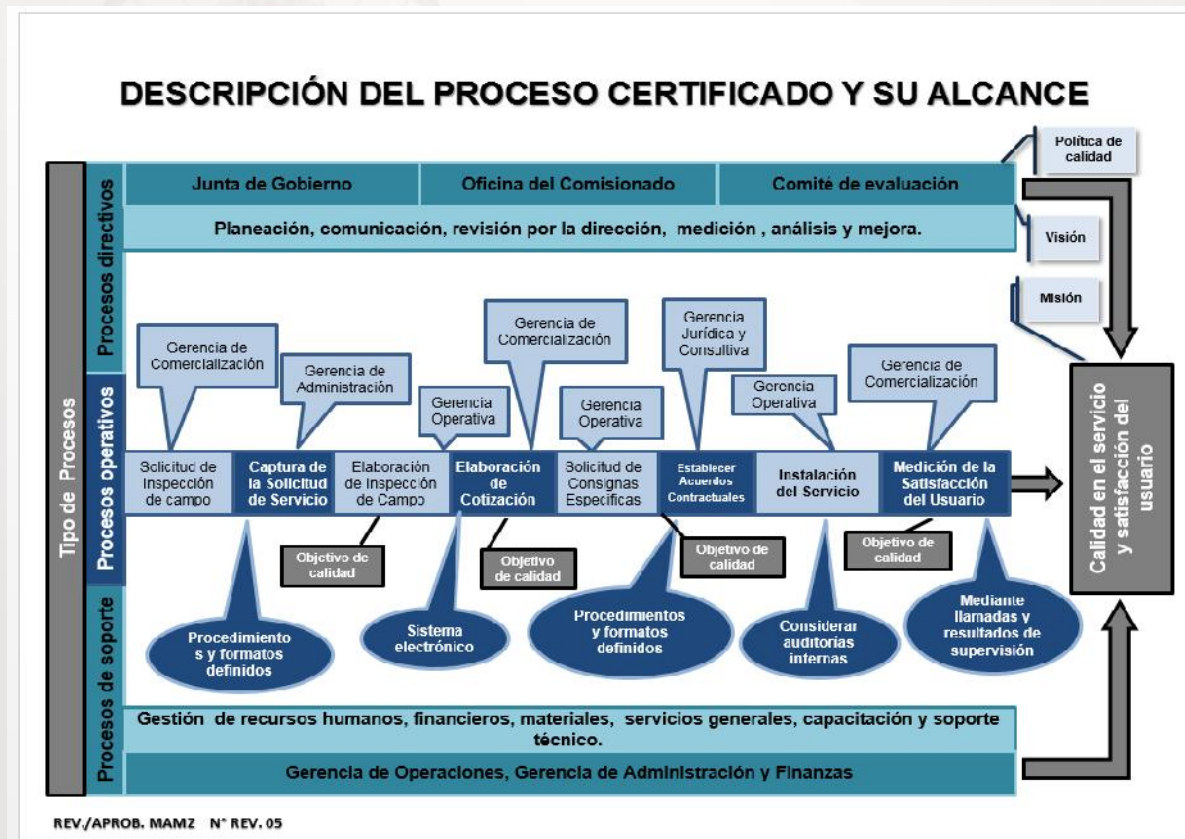 DESCRIPCIÓN DEL PROCESO CERTIFICADO Y SU ALCANCE
Política de
calidad
Visión
Misión
Tipo de Procesos
Procesos directivos
Junta de Gobierno
Oficina del Comisionado
Comité de evaluación
Planeación, comunicación, revisión por la dirección, medición , análisis y mejora.
Procesos operativos
Gerencia de
Comercialización
Gerencia de
Administración
Gerencia
Operativa
Gerencia de
Comercialización
Gerencia
Operativa
Gerencia
Jurídica y
Consultiva
Gerencia
Operativa
Gerencia de
Comercialización
Solicitud de
Inspección
de campo
Captura de
la Solicitud
de Servicio
Elaboración
de Inspección
de Campo
Elaboración
de
Cotización
Solicitud de
Consignas
Específicas
Establecer
Acuerdos
Contractuales
Instalación
del Servicio
Medición de la
Satisfacción
del Usuario
Objetivo de
calidad
Objetivo
de calidad
Objetivo de
calidad
Objetivo de
calidad
Procedimiento
s y formatos
definidos
Sistema
electrónico
Procedimientos
y formatos
definidos
Considerar
auditorías
internas
Mediante
llamadas y
resultados de
supervisión
Calidad en el servicio
y satisfacción del
usuario
Procesos de soporte
Gestión de recursos humanos, financieros, materiales, servicios generales, capacitación y soporte
técnico.
Gerencia de Operaciones, Gerencia de Administración y Finanzas
REV./APROB. MAMZ N° REV. 05